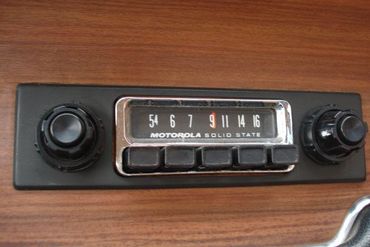 54 6 7 9 11 14 16
MOTOROLA SOLID STATE